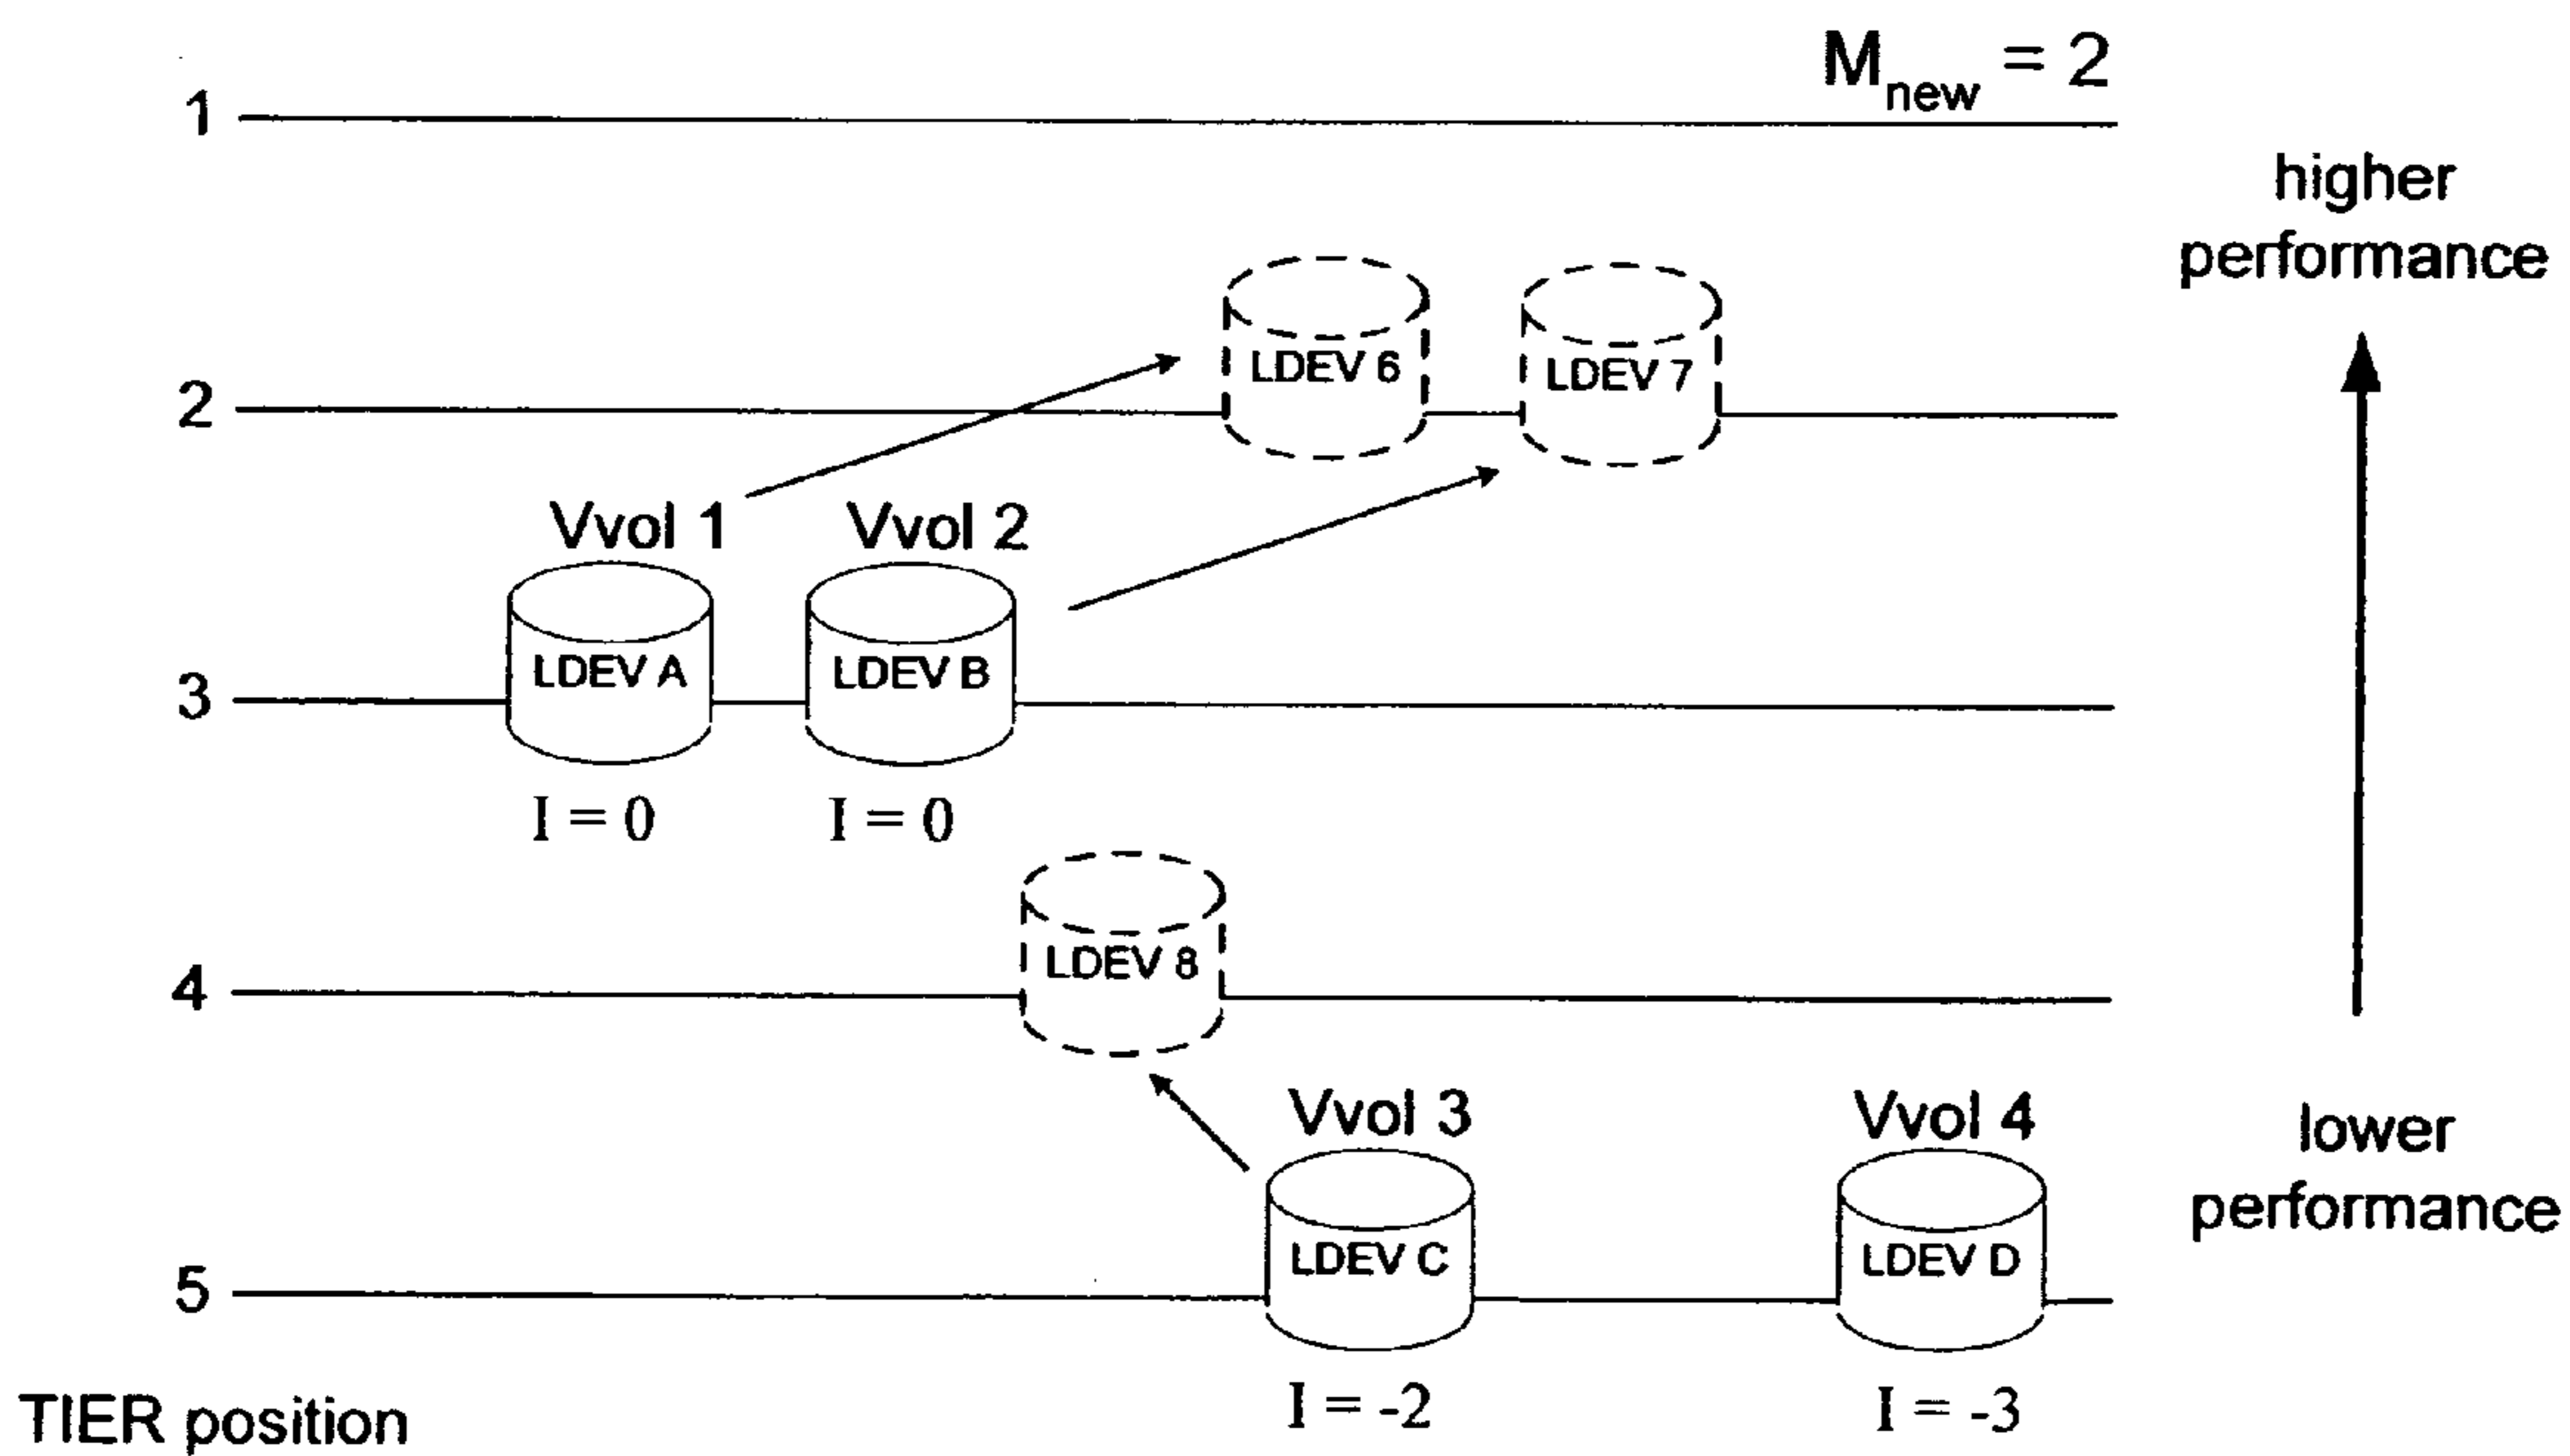 M_new = 2
1
higher
performance
2
LDEV 6
LDEV 7
Vvol 1
Vvol 2
3
LDEV A
LDEV B
I = 0
I = 0
4
LDEV 8
Vvol 3
Vvol 4
lower
performance
5
LDEV C
LDEV D
I = -2
I = -3
TIER position